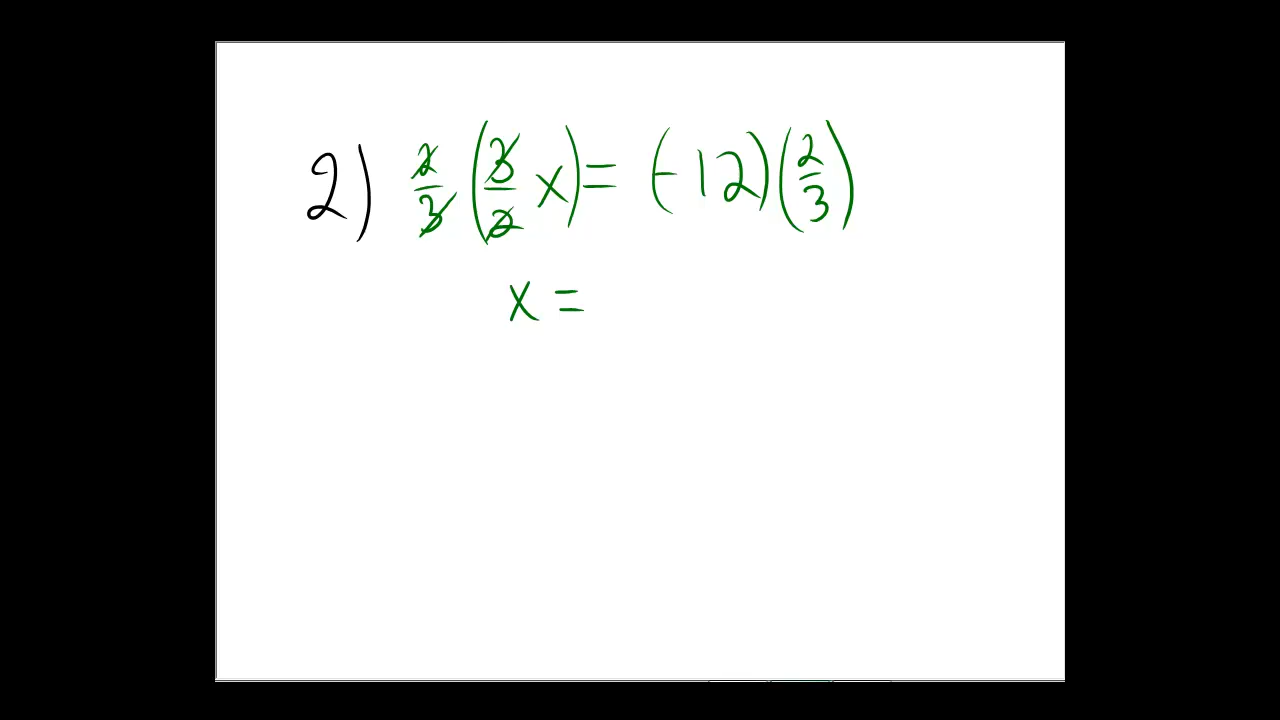 2) 2/3 (3/2 x) = (-12)(2/3)
x =